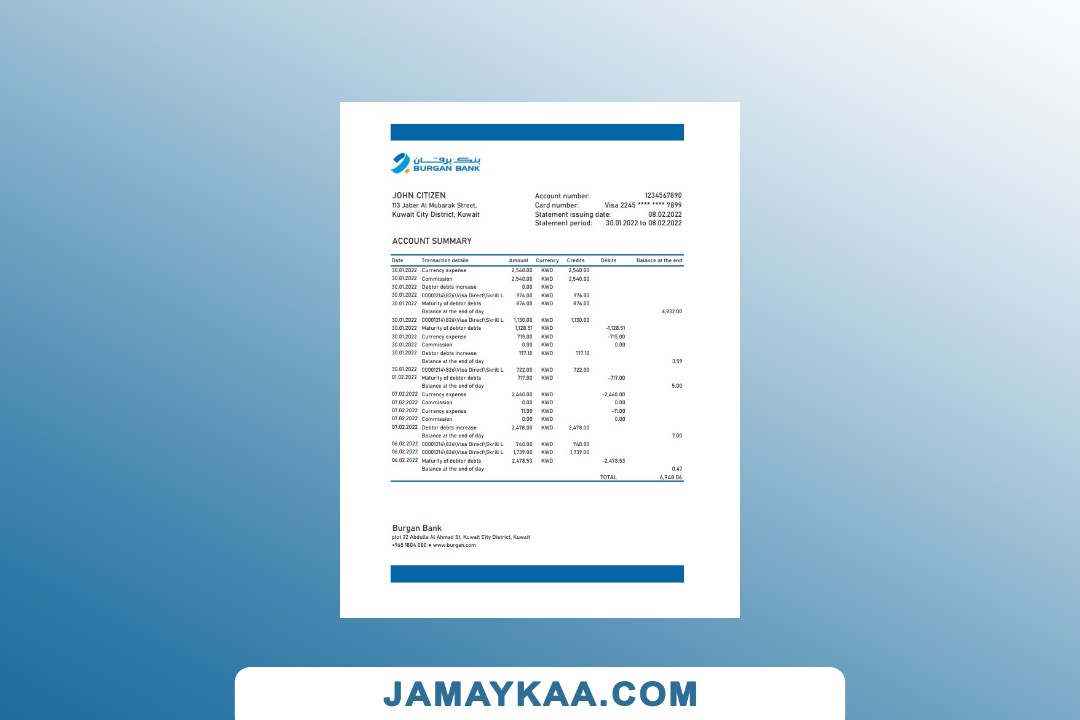 بنك برقان
BURGAN BANK
JOHN CITIZEN
113 Jaber Al Mubarak Street,
Kuwait City District, Kuwait
Account number: 1234567890
Card number: Visa 2245 **** **** 7899
Statement issuing date: 08.02.2022
Statement period: 30.01.2022 to 08.02.2022
ACCOUNT SUMMARY
Date Transaction details Amount Currency Credits Debits Balance at the end
30.01.2022 Currency expense 2,540.00 KWD 2,540.00
30.01.2022 Commission 2,540.00 KWD 2,540.00
30.01.2022 Debtor debts increase 0.00 KWD
30.01.2022 00001214\826\Visa Direct\Skrill L 976.00 KWD 976.00
30.01.2022 Maturity of debtor debts 876.00 KWD 876.00
Balance at the end of day 6,932.00
30.01.2022 00001214\826\Visa Direct\Skrill L 1,130.00 KWD 1,130.00
30.01.2022 Maturity of debtor debts 1,128.51 KWD -1,128.51
30.01.2022 Currency expense 715.00 KWD -715.00
30.01.2022 Commission 0.00 KWD 0.00
30.01.2022 Debtor debts increase 717.10 KWD 717.10
Balance at the end of day 3.59
30.01.2022 00001214\826\Visa Direct\Skrill L 722.00 KWD 722.00
01.02.2022 Maturity of debtor debts 717.00 KWD -717.00
Balance at the end of day 5.00
07.02.2022 Currency expense 2,460.00 KWD -2,460.00
07.02.2022 Commission 0.00 KWD 0.00
07.02.2022 Currency expense 11.00 KWD -11.00
07.02.2022 Commission 0.00 KWD 0.00
07.02.2022 Debtor debts increase 2,478.00 KWD 2,478.00
Balance at the end of day 7.00
06.02.2022 00001214\826\Visa Direct\Skrill L 740.00 KWD 740.00
06.02.2022 00001214\826\Visa Direct\Skrill L 1,739.00 KWD 1,739.00
06.02.2022 Maturity of debtor debts 2,478.53 KWD -2,478.53
Balance at the end of day 0.47
TOTAL 6,948.06
Burgan Bank
plot 22 Abdulla Al Ahmad St, Kuwait City District, Kuwait
+965 1804 080 ● www.burgan.com
JAMAYKAA.COM